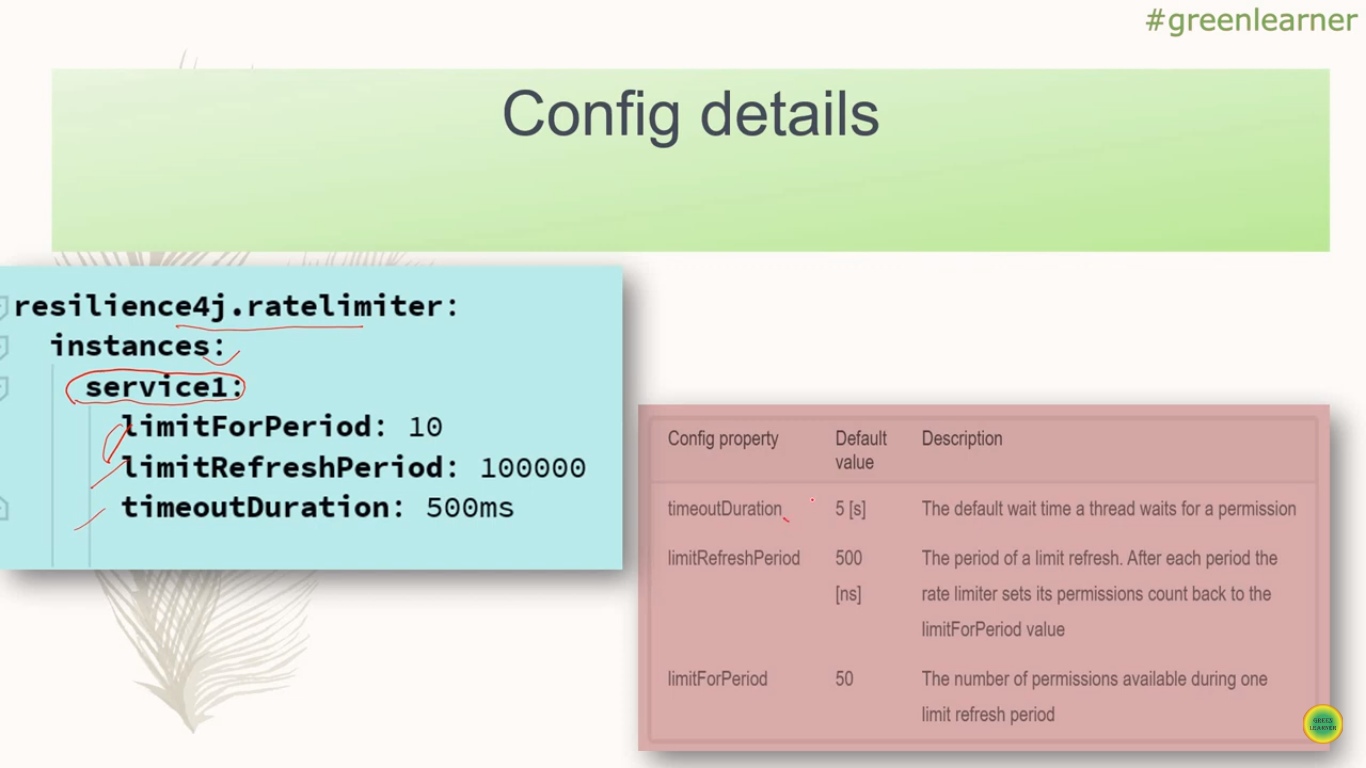 #greenlearner
Config details
resilience4j.ratelimiter:
instances:
service1:
limitForPeriod: 10
limitRefreshPeriod: 100000
timeoutDuration: 500ms
Config property Default value Description
timeoutDuration 5 [s] The default wait time a thread waits for a permission
limitRefreshPeriod 500 [ns] The period of a limit refresh. After each period the
rate limiter sets its permissions count back to the
limitForPeriod value
limitForPeriod 50 The number of permissions available during one
limit refresh period
GREEN
LEARNER